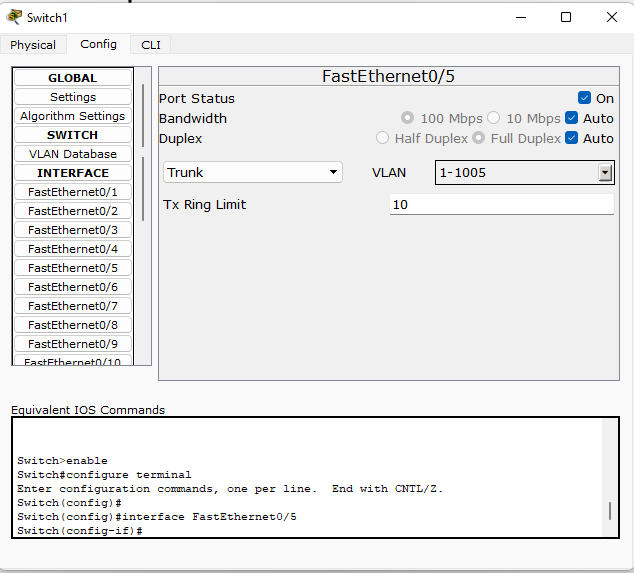 Switch1
Physical Config CLI
GLOBAL
Settings
Algorithm Settings
SWITCH
VLAN Database
INTERFACE
FastEthernet0/1
FastEthernet0/2
FastEthernet0/3
FastEthernet0/4
FastEthernet0/5
FastEthernet0/6
FastEthernet0/7
FastEthernet0/8
FastEthernet0/9
FastEthernet0/10
FastEthernet0/5
Port Status On
Bandwidth 100 Mbps 10 Mbps Auto
Duplex Half Duplex Full Duplex Auto
Trunk VLAN 1-1005
Tx Ring Limit 10
Equivalent IOS Commands
Switch>enable
Switch#configure terminal
Enter configuration commands, one per line. End with CNTL/Z.
Switch(config)#
Switch(config)#interface FastEthernet0/5
Switch(config-if)#